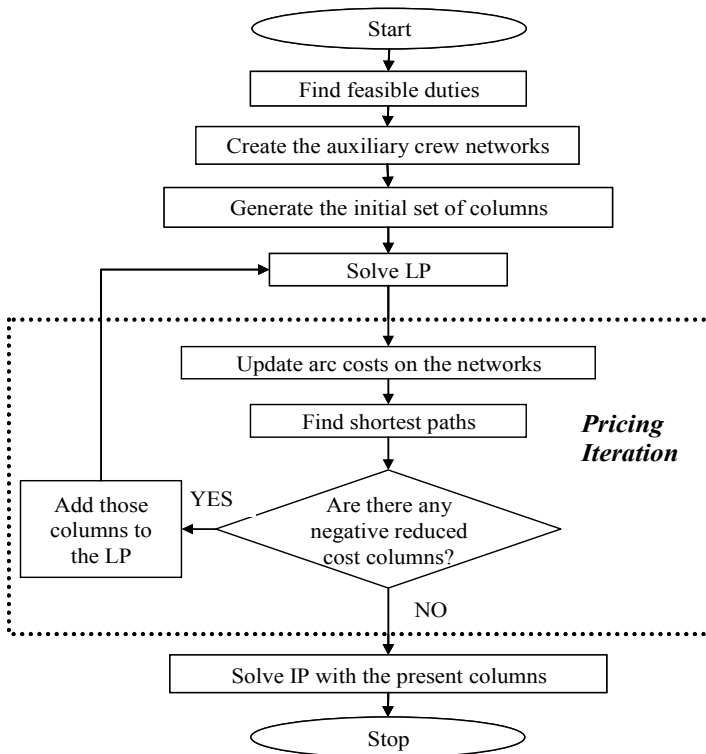 Start
Find feasible duties
Create the auxiliary crew networks
Generate the initial set of columns
Solve LP
Update arc costs on the networks
Find shortest paths
Pricing
Iteration
Are there any
negative reduced
cost columns?
YES
Add those
columns to
the LP
NO
Solve IP with the present columns
Stop